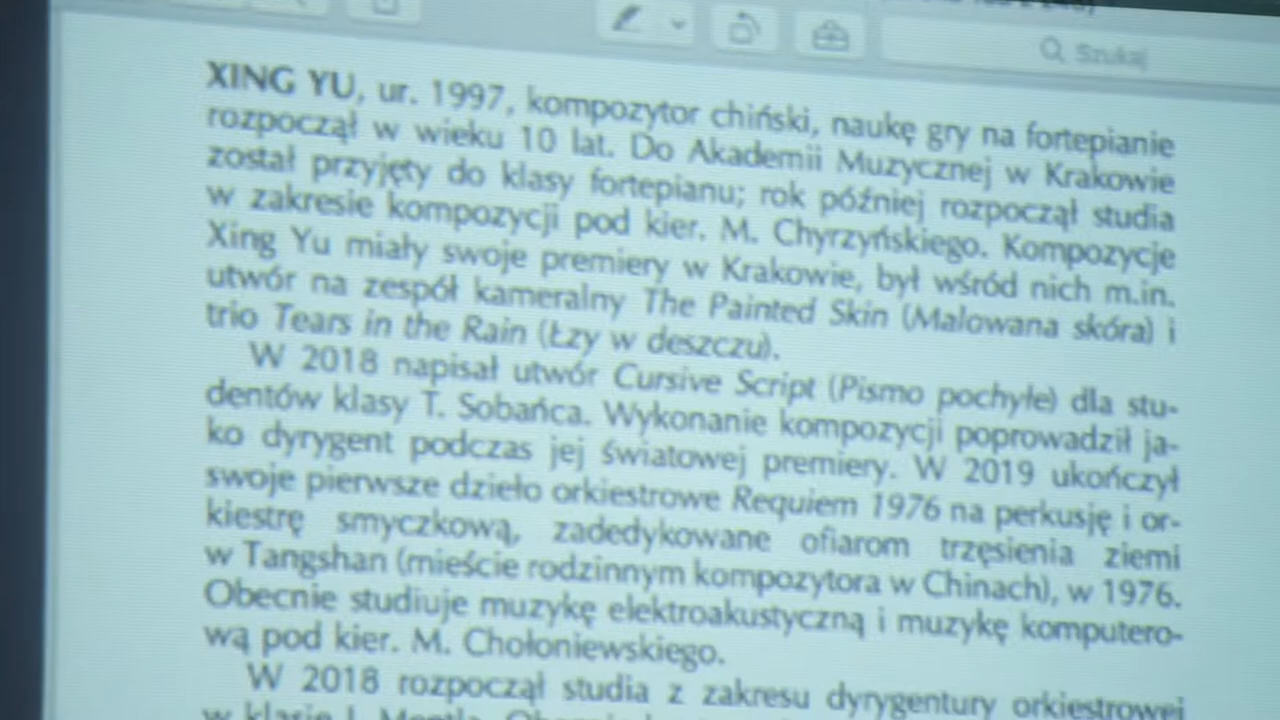 Szukaj
XING YU, ur. 1997, kompozytor chiński, naukę gry na fortepianie
rozpoczął w wieku 10 lat. Do Akademii Muzycznej w Krakowie
został przyjęty do klasy fortepianu; rok później rozpoczął studia
w zakresie kompozycji pod kier. M. Chyrzyńskiego. Kompozycje
Xing Yu miały swoje premiery w Krakowie, był wśród nich m.in.
utwór na zespół kameralny The Painted Skin (Malowana skóra) i
trio Tears in the Rain (Łzy w deszczu).
W 2018 napisał utwór Cursive Script (Pismo pochyłe) dla stu-
dentów klasy T. Sobańca. Wykonanie kompozycji poprowadził ja-
ko dyrygent podczas jej światowej premiery. W 2019 ukończył
swoje pierwsze dzieło orkiestrowe Requiem 1976 na perkusję i or-
kiestrę smyczkową, zadedykowane ofiarom trzęsienia ziemi
w Tangshan (mieście rodzinnym kompozytora w Chinach), w 1976.
Obecnie studiuje muzykę elektroakustyczną i muzykę komputero-
wą pod kier. M. Chołoniewskiego.
W 2018 rozpoczął studia z zakresu dyrygentury orkiestrowej
w klasie